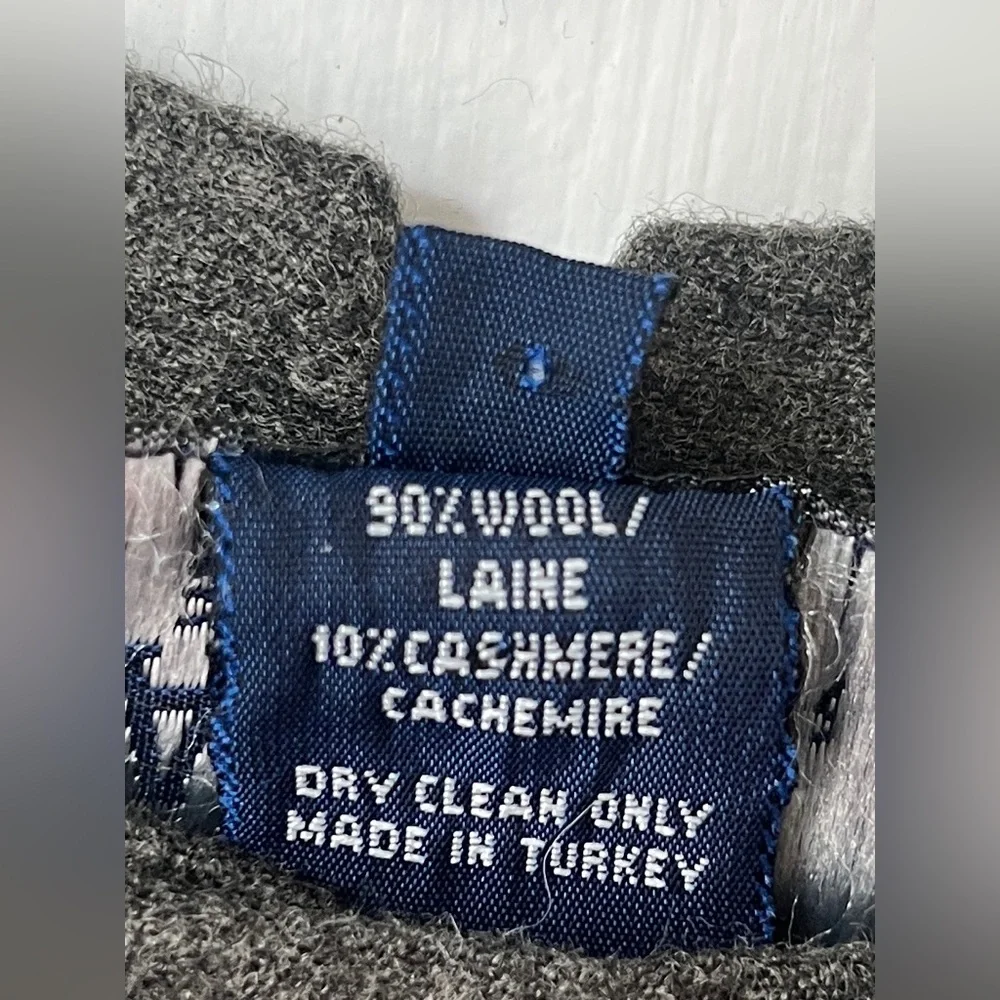 90%WOOL/
LAINE
10%CASHMERE/
CACHEMIRE
DRY CLEAN ONLY
MADE IN TURKEY